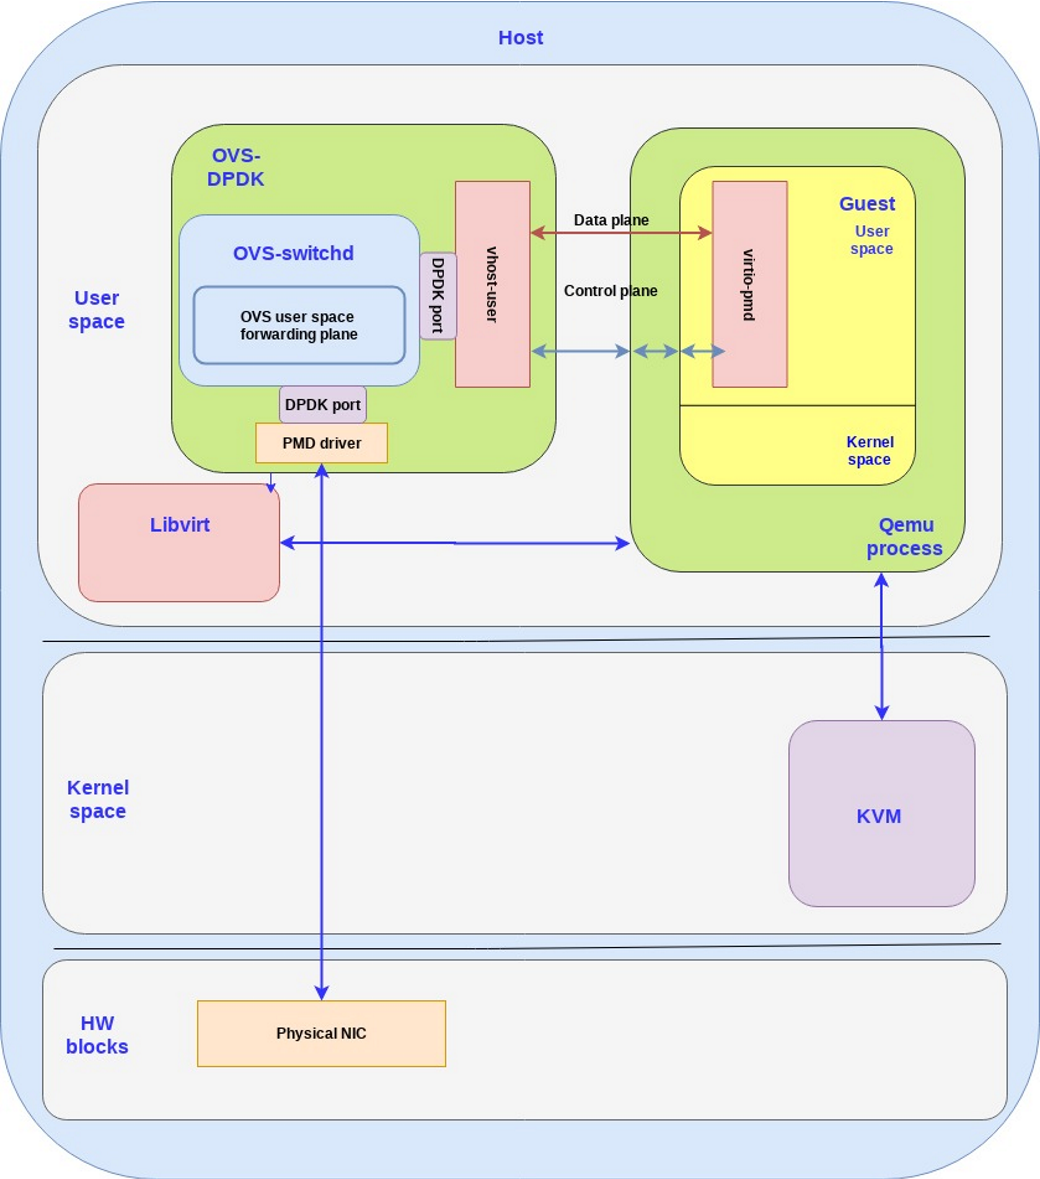 Host
OVS-
DPDK
OVS-switchd
OVS user space
forwarding plane
DPDK port
vhost-user
DPDK port
PMD driver
Data plane
Control plane
virtio-pmd
Guest
User
space
Kernel
space
Qemu
process
User
space
Libvirt
Kernel
space
KVM
HW
blocks
Physical NIC